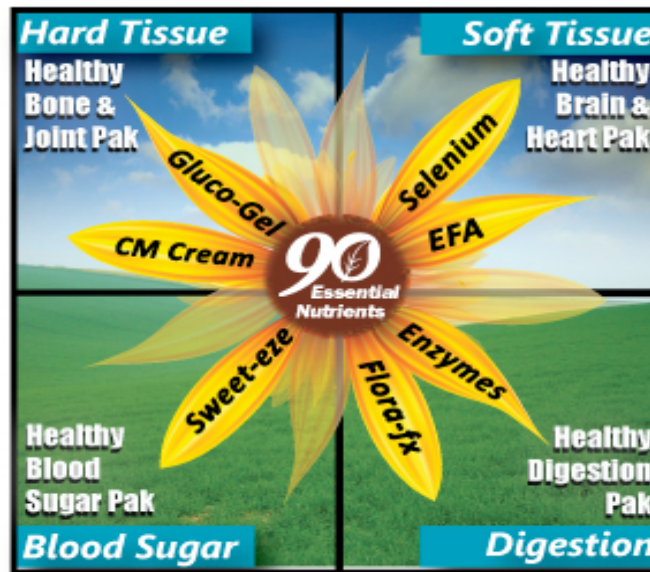 Hard Tissue
Healthy
Bone &
Joint Pak
Soft Tissue
Healthy
Brain &
Heart Pak
Gluco-Gel
CM Cream
Selenium
EFA
90
Essential
Nutrients
Sweet-eze
Flora-fx
Enzymes
Healthy
Blood
Sugar Pak
Blood Sugar
Healthy
Digestion
Pak
Digestion